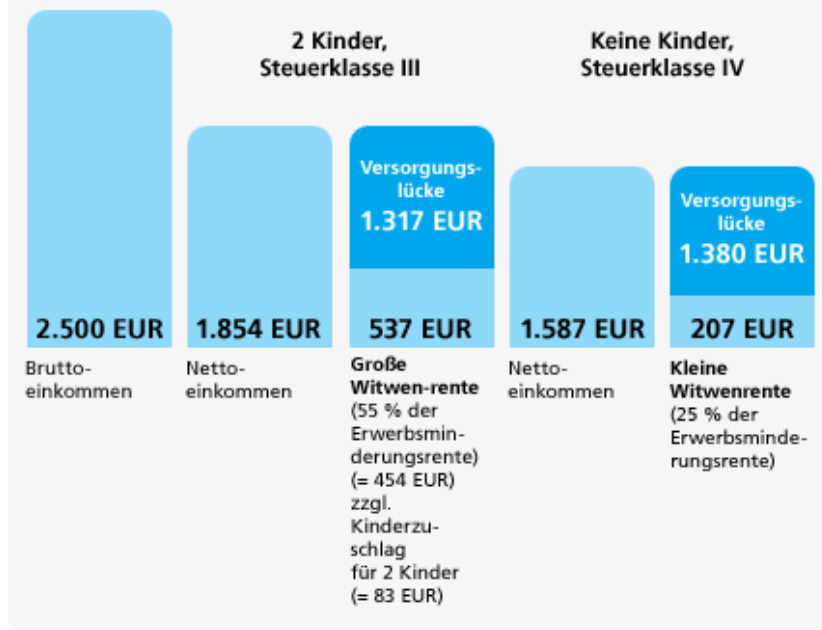 2 Kinder,
Steuerklasse III
Keine Kinder,
Steuerklasse IV
Versorgungs-
lücke
1.317 EUR
Versorgungs-
lücke
1.380 EUR
2.500 EUR
1.854 EUR
537 EUR
1.587 EUR
207 EUR
Brutto-
einkommen
Netto-
einkommen
Große
Witwen-rente
(55 % der
Erwerbsmin-
derungsrente)
(= 454 EUR)
zzgl.
Kinderzu-
schlag
für 2 Kinder
(= 83 EUR)
Netto-
einkommen
Kleine
Witwenrente
(25 % der
Erwerbsminde-
rungsrente)